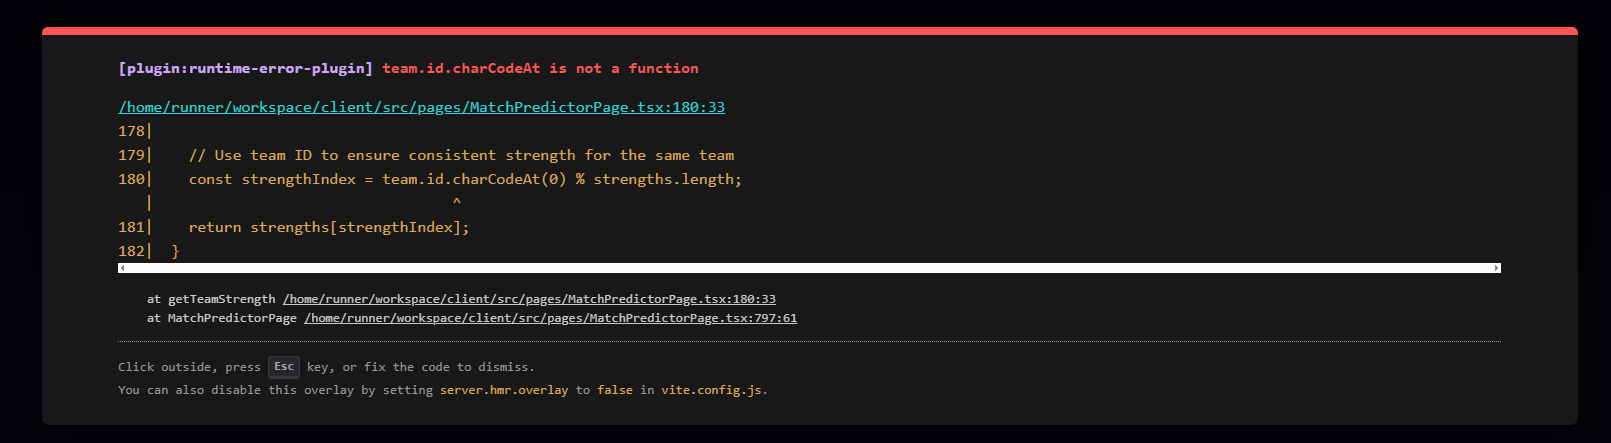 [plugin:runtime-error-plugin] team.id.charCodeAt is not a function
/home/runner/workspace/client/src/pages/MatchPredictorPage.tsx:180:33
178|
179|    // Use team ID to ensure consistent strength for the same team
180|    const strengthIndex = team.id.charCodeAt(0) % strengths.length;
   |                                  ^
181|    return strengths[strengthIndex];
182|  }
at getTeamStrength /home/runner/workspace/client/src/pages/MatchPredictorPage.tsx:180:33
at MatchPredictorPage /home/runner/workspace/client/src/pages/MatchPredictorPage.tsx:797:61
Click outside, press Esc key, or fix the code to dismiss.
You can also disable this overlay by setting server.hmr.overlay to false in vite.config.js.